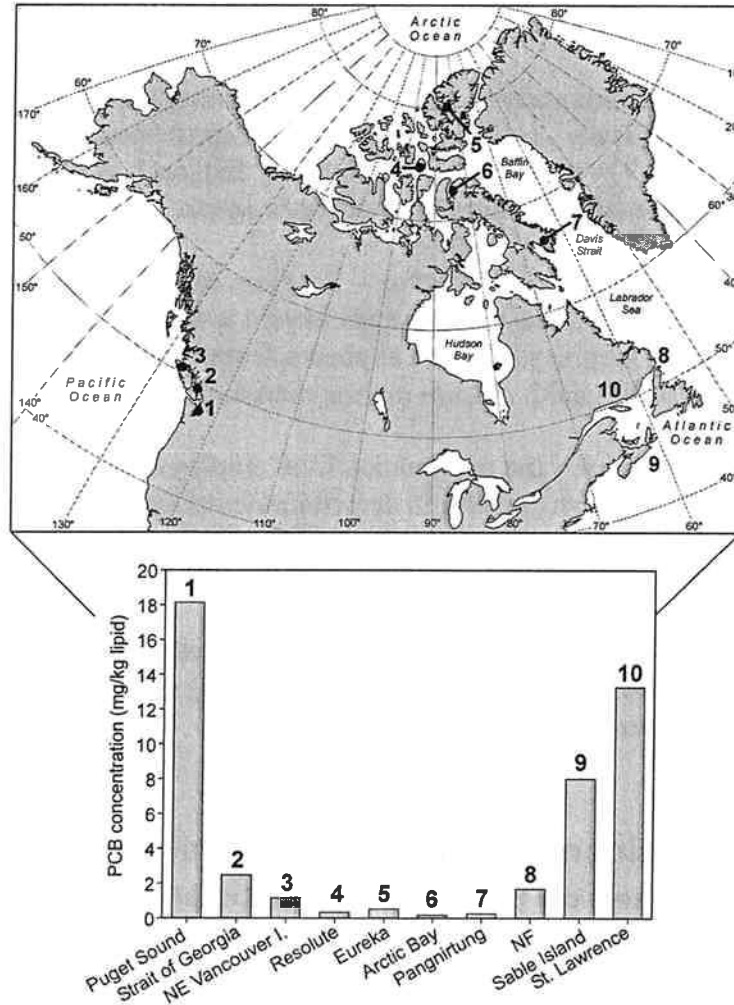 80°
Arctic
Ocean
80°
70°
70°
60°
170°
160°
50°
150°
140°
40°
5
4
6
Baffin
Bay
7
Davis
Strait
Labrador
Sea
Hudson
Bay
3
2
1
Pacific
Ocean
8
10
9
Atlantic
Ocean
60°
50°
40°
130°
120°
110°
100°
90°
80°
70°
60°
PCB concentration (mg/kg lipid)
20
18
16
14
12
10
8
6
4
2
0
1
2
3
4
5
6
7
8
9
10
Puget Sound
Strait of Georgia
NE Vancouver I.
Resolute
Eureka
Arctic Bay
Pangnirtung
NF
Sable Island
St. Lawrence